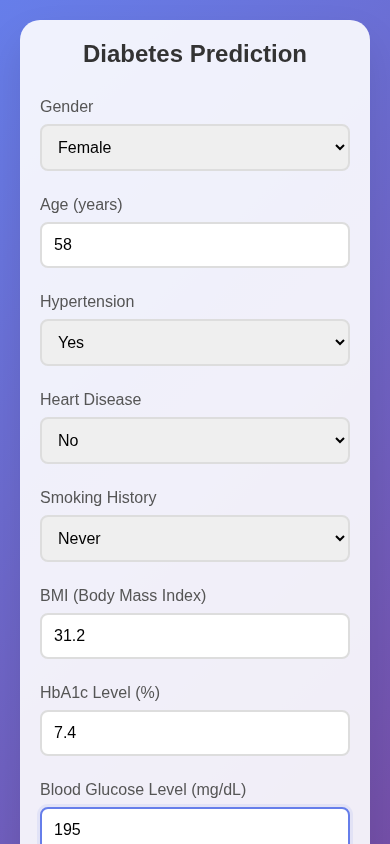 Diabetes Prediction
Gender
Female
Age (years)
58
Hypertension
Yes
Heart Disease
No
Smoking History
Never
BMI (Body Mass Index)
31.2
HbA1c Level (%)
7.4
Blood Glucose Level (mg/dL)
195